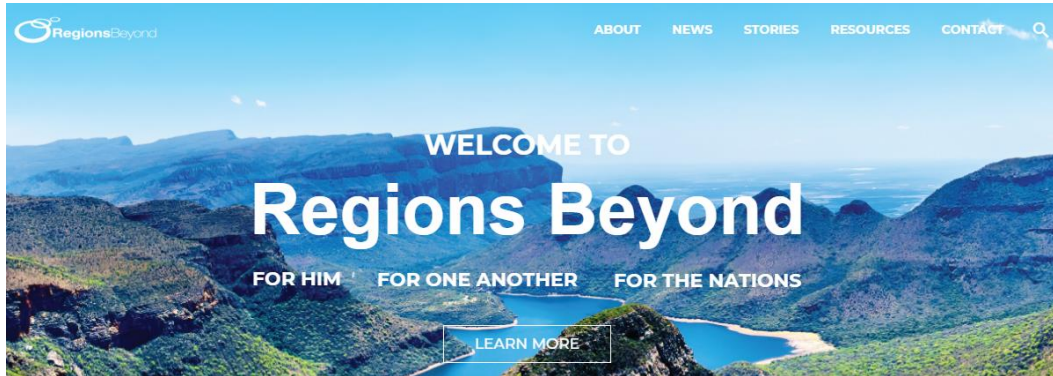 RegionsBeyond
ABOUT NEWS STORIES RESOURCES CONTACT
WELCOME TO
Regions Beyond
FOR HIM FOR ONE ANOTHER FOR THE NATIONS
LEARN MORE